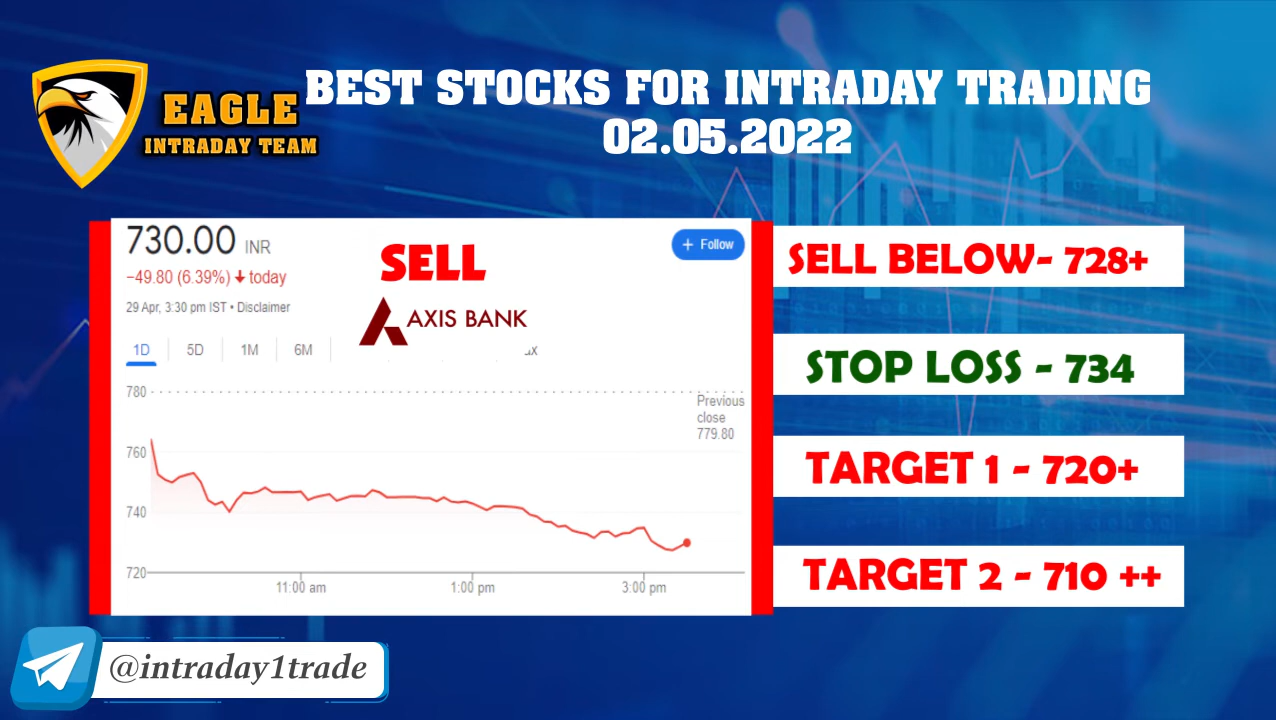 EAGLE
INTRADAY TEAM
BEST STOCKS FOR INTRADAY TRADING
02.05.2022
730.00 INR
−49.80 (6.39%) ↓ today
29 Apr, 3:30 pm IST • Disclaimer
SELL
AXIS BANK
+ Follow
1D 5D 1M 6M
780
760
740
720
Previous
close
779.80
11:00 am 1:00 pm 3:00 pm
SELL BELOW- 728+
STOP LOSS - 734
TARGET 1 - 720+
TARGET 2 - 710 ++
@intraday1trade